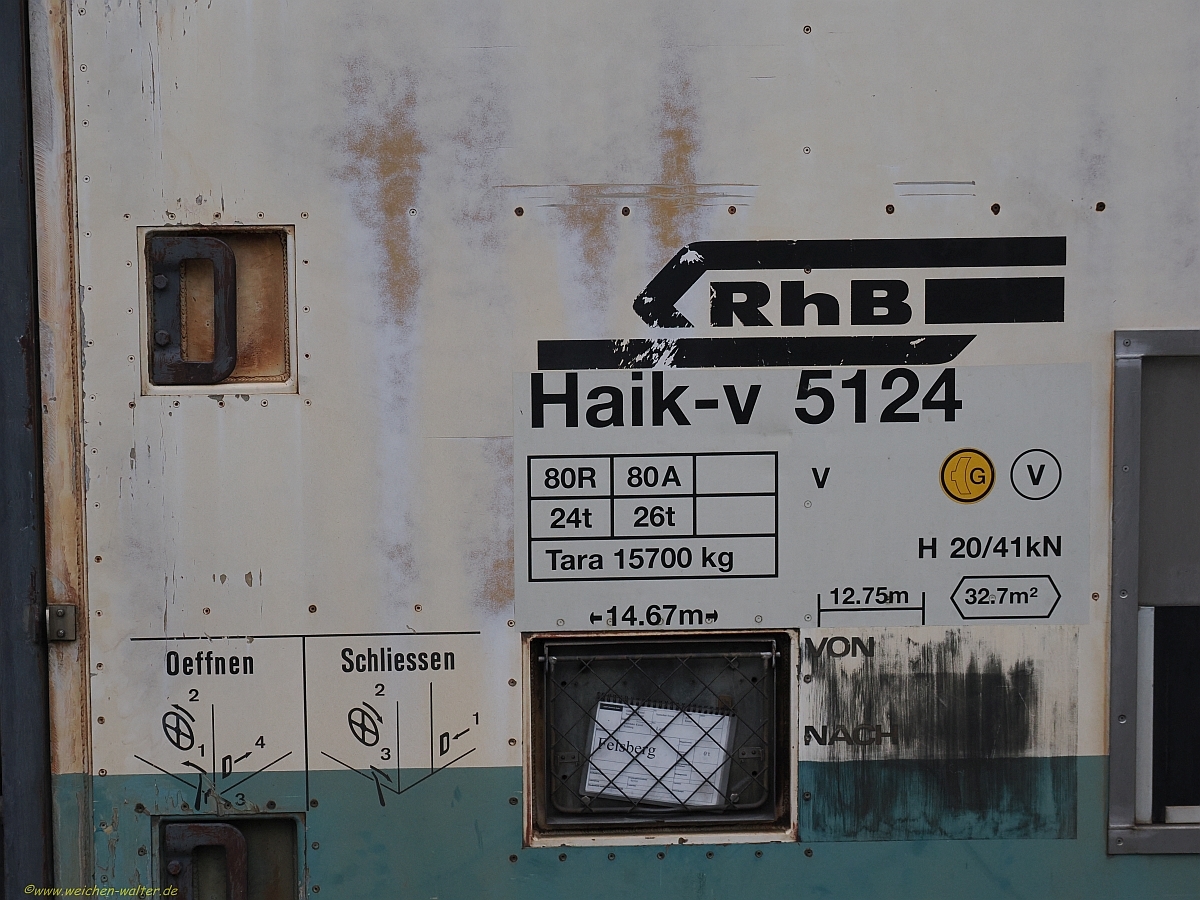 RhB
Haik-v 5124
80R 80A
24t 26t
Tara 15700 kg
V
G V
H 20/41kN
14.67m
12.75m
32.7m²
VON
NACH
Oeffnen
2
1
4
3
Schliessen
2
1
3
Felsberg
©www.weichen-walter.de